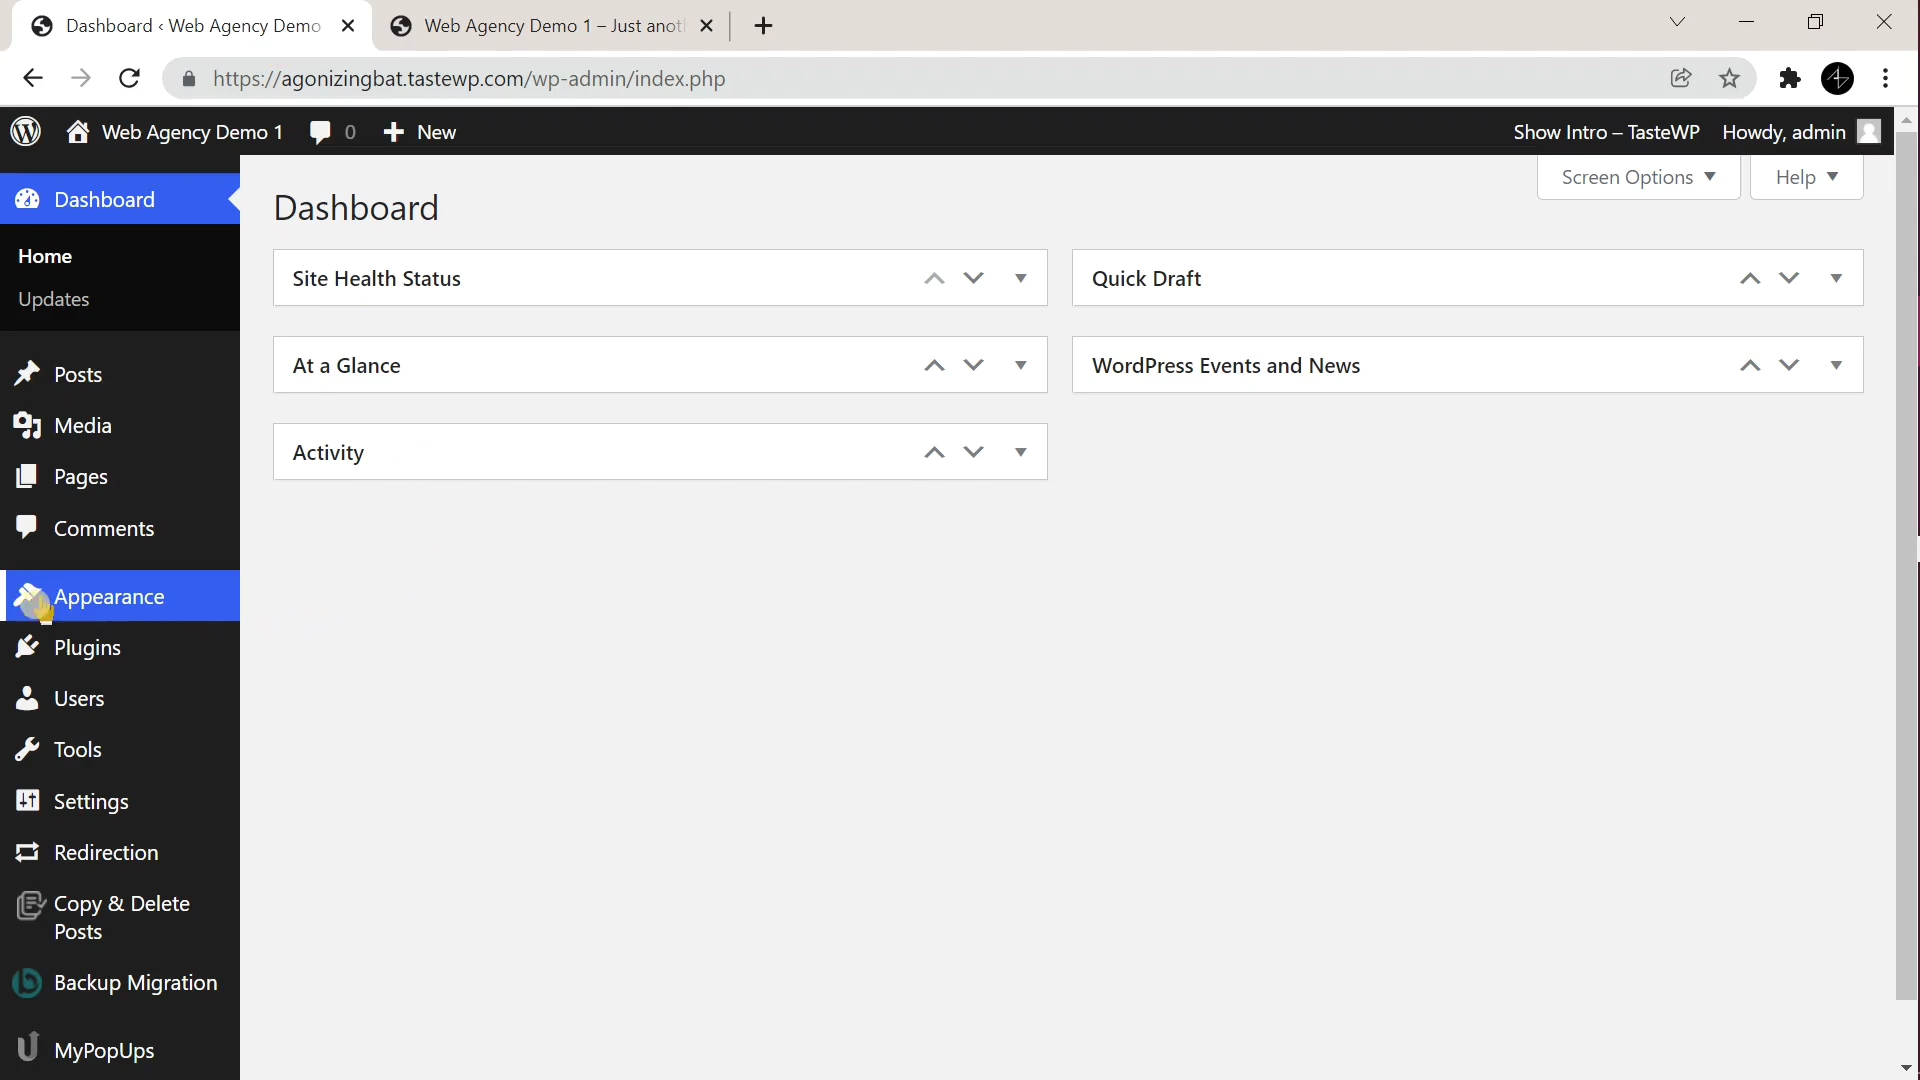 Dashboard ‹ Web Agency Demo
Web Agency Demo 1 – Just anot
https://agonizingbat.tastewp.com/wp-admin/index.php
Web Agency Demo 1
0
New
Show Intro – TasteWP
Howdy, admin
Dashboard
Home
Updates
Posts
Media
Pages
Comments
Appearance
Plugins
Users
Tools
Settings
Redirection
Copy & Delete
Posts
Backup Migration
MyPopUps
Screen Options
Help
Dashboard
Site Health Status
Quick Draft
At a Glance
WordPress Events and News
Activity